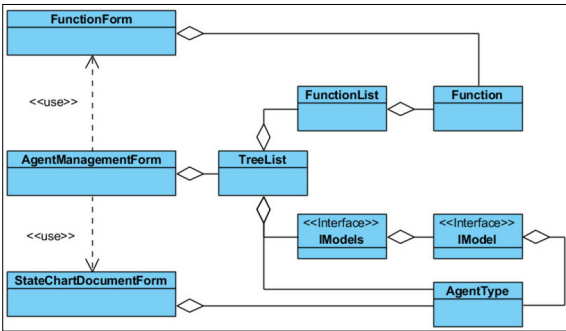 FunctionForm
<<use>>
FunctionList
Function
AgentManagementForm
TreeList
<<Interface>>
IModels
<<Interface>>
IModel
<<use>>
StateChartDocumentForm
AgentType